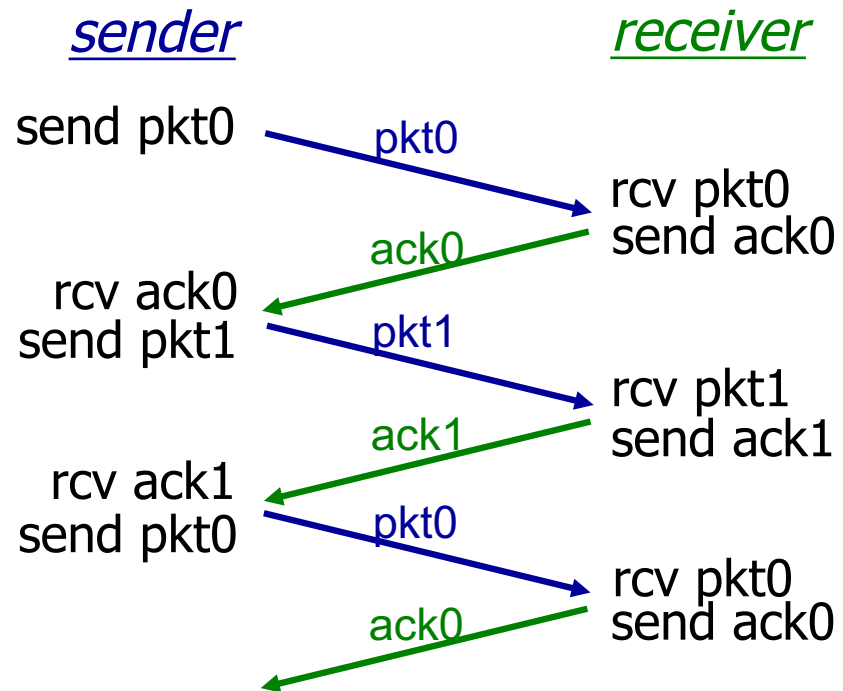 sender
receiver
send pkt0
pkt0
rcv pkt0
send ack0
ack0
rcv ack0
send pkt1
pkt1
rcv pkt1
send ack1
ack1
rcv ack1
send pkt0
pkt0
rcv pkt0
send ack0
ack0